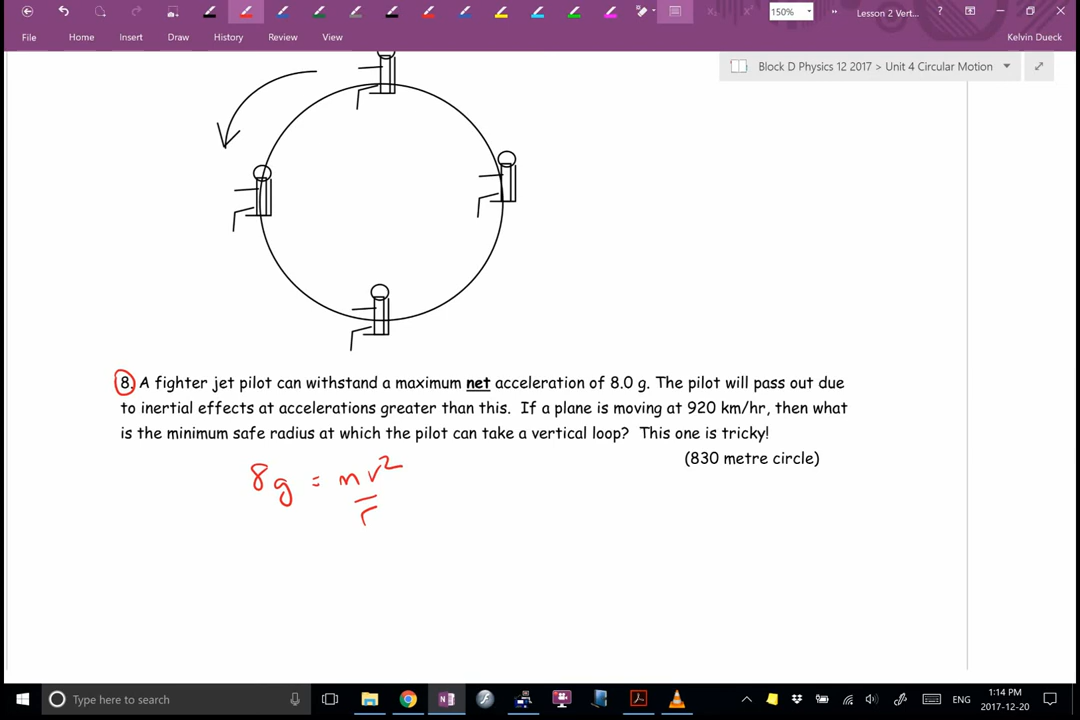 150%
Lesson 2 Vert...
?
File
Home
Insert
Draw
History
Review
View
Kelvin Dueck
Block D Physics 12 2017 > Unit 4 Circular Motion
8. A fighter jet pilot can withstand a maximum net acceleration of 8.0 g. The pilot will pass out due
to inertial effects at accelerations greater than this. If a plane is moving at 920 km/hr, then what
is the minimum safe radius at which the pilot can take a vertical loop? This one is tricky!
(830 metre circle)
8g = mv²/r
Type here to search
ENG
1:14 PM
2017-12-20